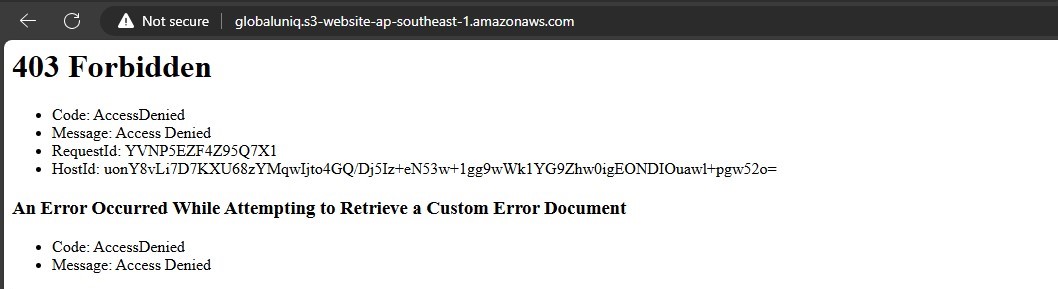 Not secure globaluniq.s3-website-ap-southeast-1.amazonaws.com
403 Forbidden
Code: AccessDenied
Message: Access Denied
RequestId: YVNP5EZF4Z95Q7X1
HostId: uonY8vLi7D7KXU68zYMqwIjto4GQ/Dj5Iz+eN53w+1gg9wWk1YG9Zhw0igEONDIOuawl+pgw52o=
An Error Occurred While Attempting to Retrieve a Custom Error Document
Code: AccessDenied
Message: Access Denied